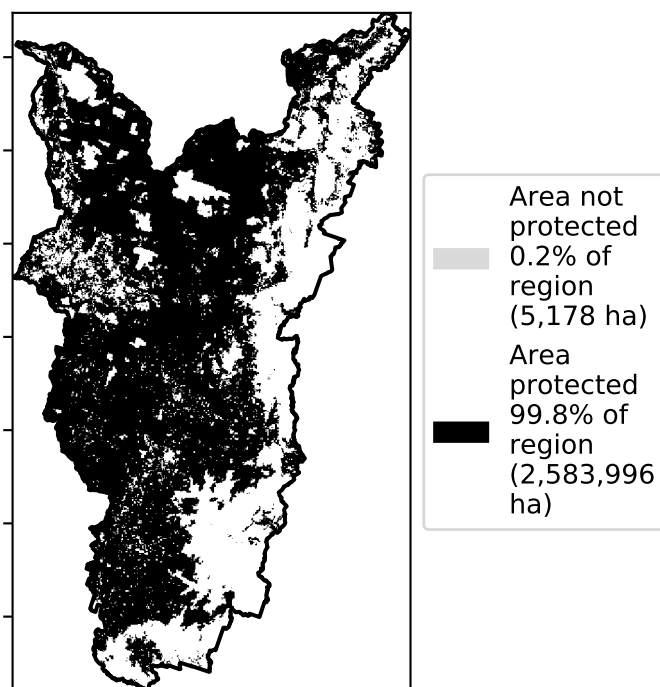 Area not
protected
0.2% of
region
(5,178 ha)
Area
protected
99.8% of
region
(2,583,996
ha)